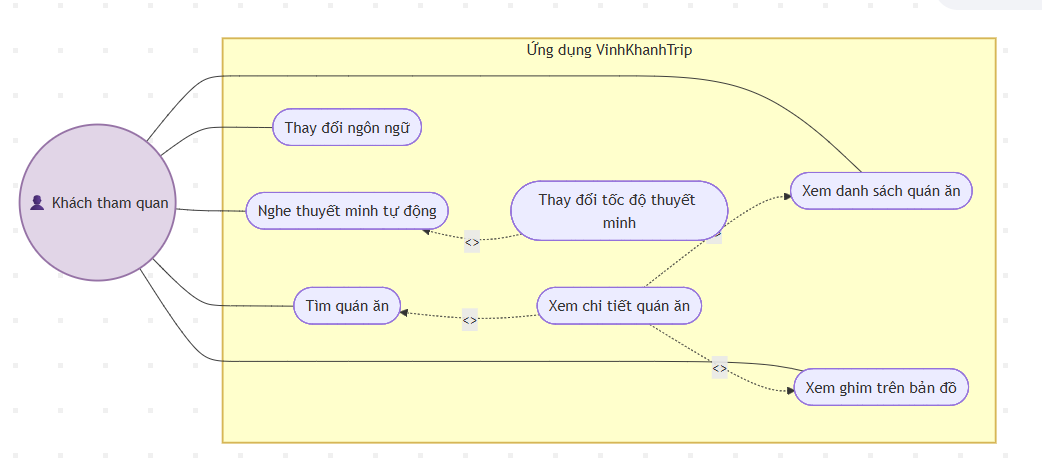 Ứng dụng VinhKhanhTrip
Thay đổi ngôn ngữ
Khách tham quan
Nghe thuyết minh tự động
Thay đổi tốc độ thuyết
minh
Xem danh sách quán ăn
<>
Tìm quán ăn
<>
Xem chi tiết quán ăn
<>
Xem ghim trên bản đồ